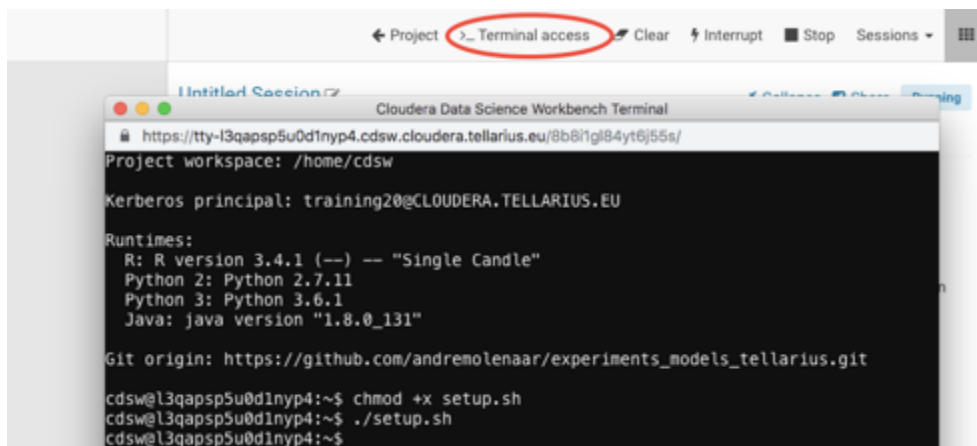 Project >_ Terminal access Clear Interrupt Stop Sessions
Untitled Session
Collapse Share Running
Cloudera Data Science Workbench Terminal
https://tty-l3qapsp5u0d1nyp4.cdsw.cloudera.tellarius.eu/8b8i1gl84yt6j55s/
Project workspace: /home/cdsw
Kerberos principal: training20@CLOUDERA.TELLARIUS.EU
Runtimes:
R: R version 3.4.1 (--) -- "Single Candle"
Python 2: Python 2.7.11
Python 3: Python 3.6.1
Java: java version "1.8.0_131"
n
Git origin: https://github.com/andremolenaar/experiments_models_tellarius.git
cdsw@l3qapsp5u0d1nyp4:~$ chmod +x setup.sh
cdsw@l3qapsp5u0d1nyp4:~$ ./setup.sh
cdsw@l3qapsp5u0d1nyp4:~$